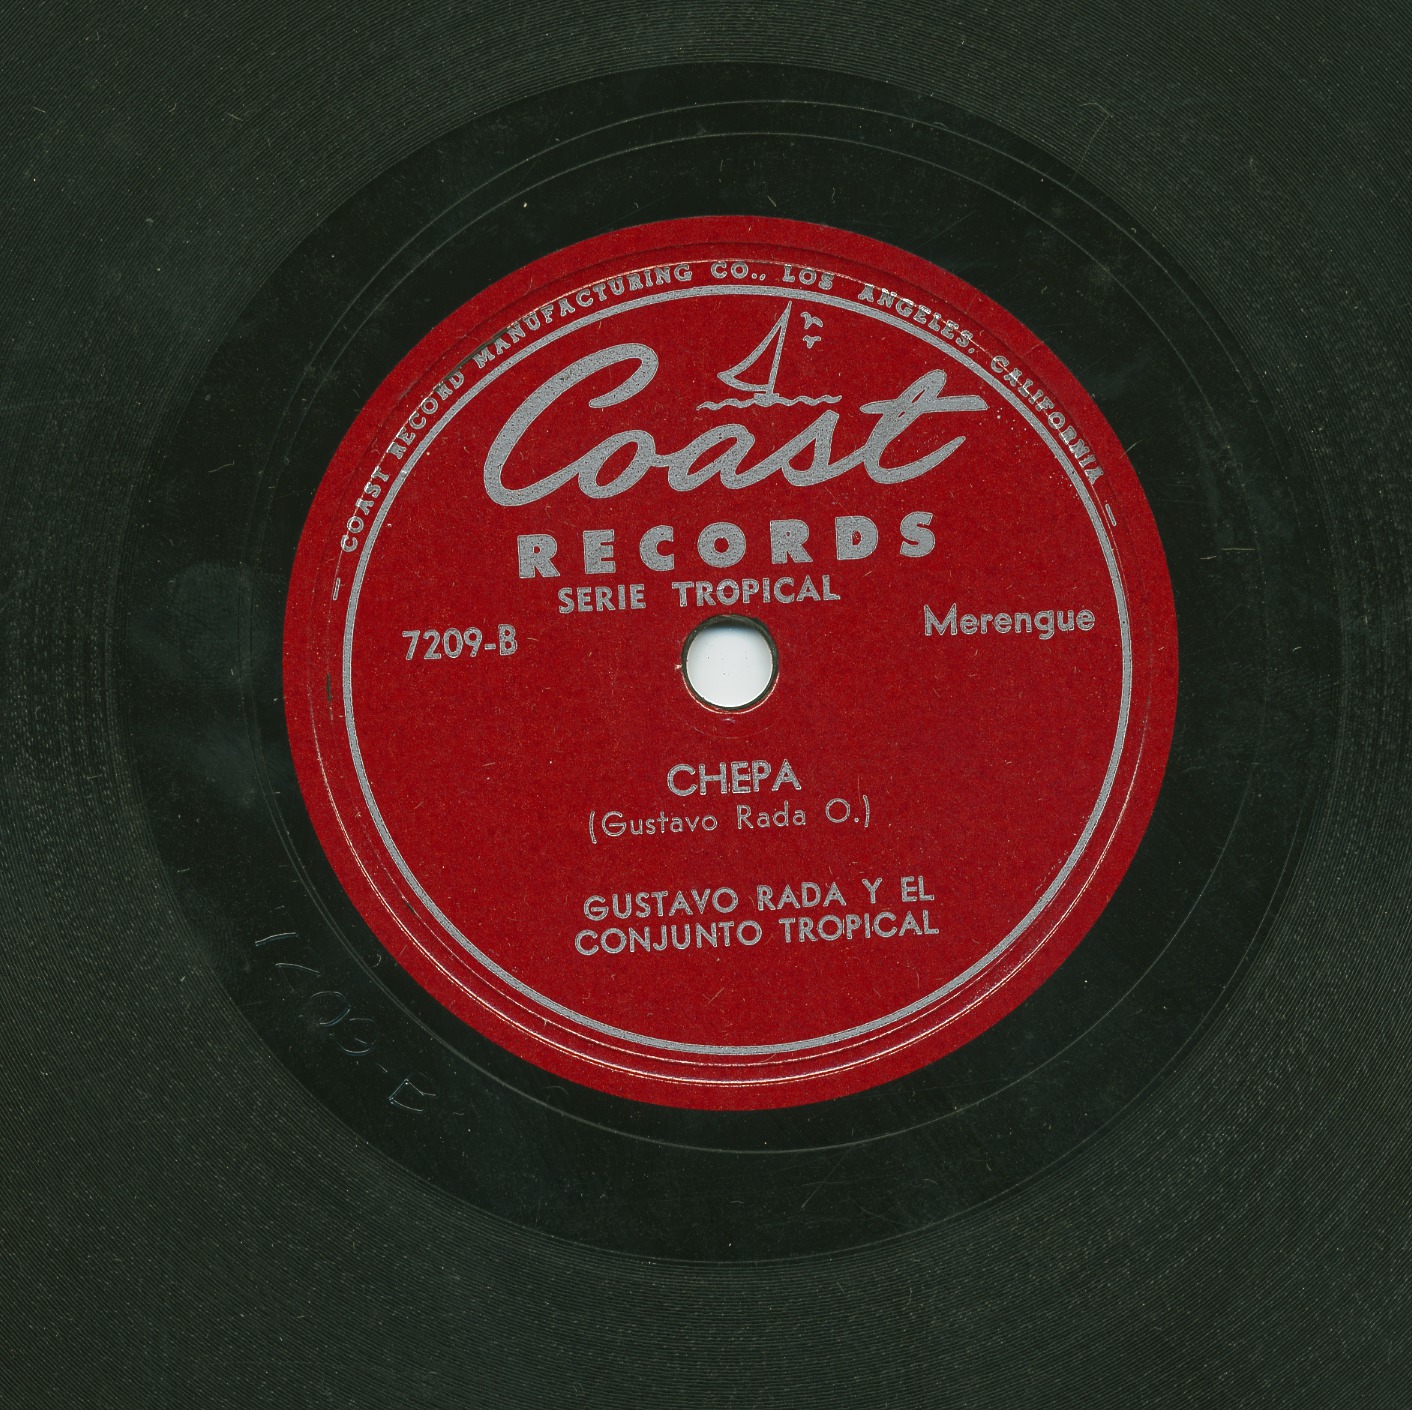 — COAST RECORD MANUFACTURING CO., LOS ANGELES, CALIFORNIA —
Coast
RECORDS
SERIE TROPICAL
7209-B
Merengue
CHEPA
(Gustavo Rada O.)
GUSTAVO RADA Y EL
CONJUNTO TROPICAL